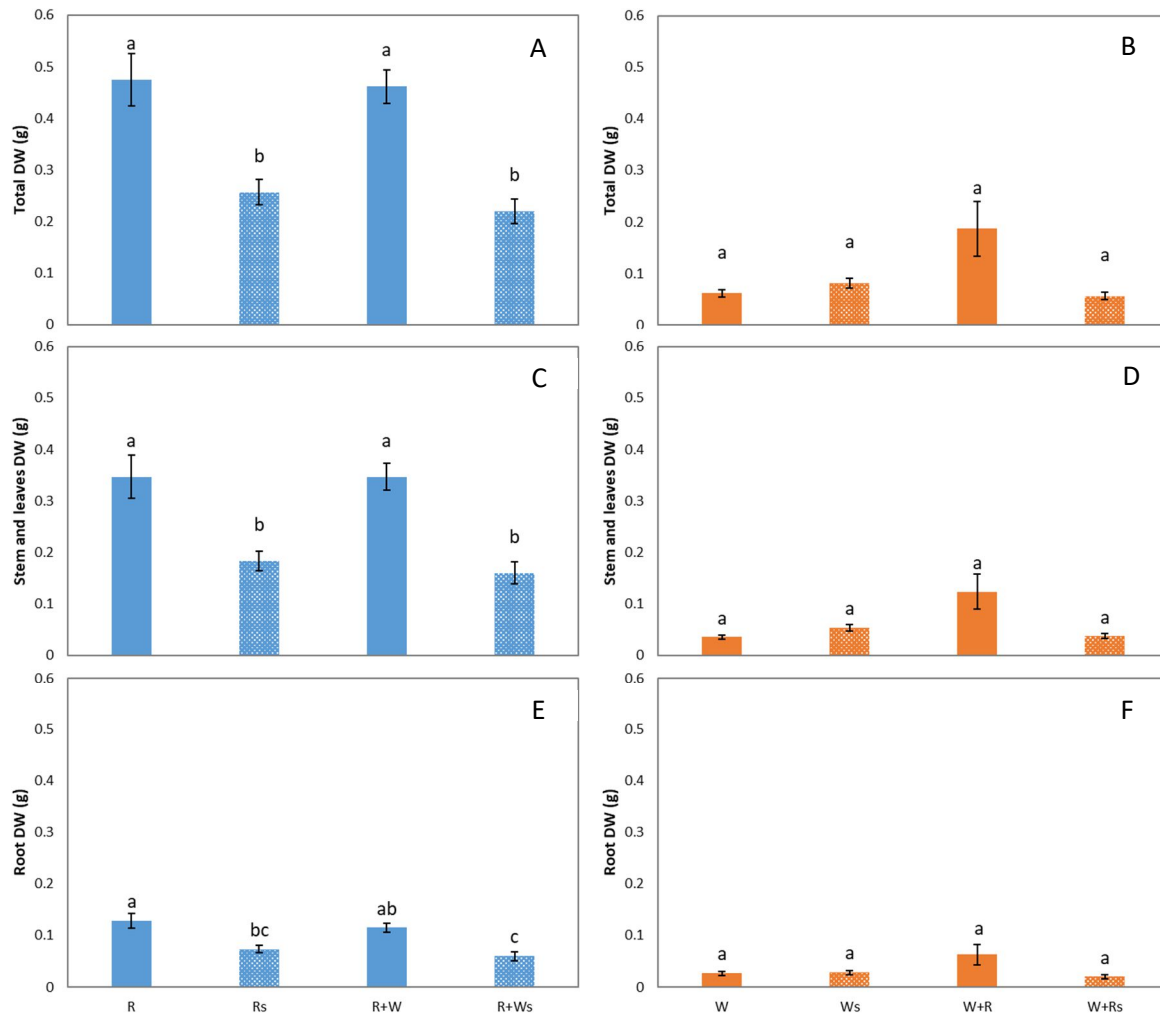 A
Total DW (g)
0.6
0.5
0.4
0.3
0.2
0.1
0
a
b
a
b
B
Total DW (g)
0.6
0.5
0.4
0.3
0.2
0.1
0
a
a
a
a
C
Stem and leaves DW (g)
0.6
0.5
0.4
0.3
0.2
0.1
0
a
b
a
b
D
Stem and leaves DW (g)
0.6
0.5
0.4
0.3
0.2
0.1
0
a
a
a
a
E
Root DW (g)
0.6
0.5
0.4
0.3
0.2
0.1
0
a
bc
ab
c
R Rs R+W R+Ws
F
Root DW (g)
0.6
0.5
0.4
0.3
0.2
0.1
0
a
a
a
a
W Ws W+R W+Rs